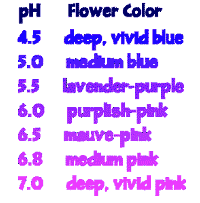 pH Flower Color
4.5 deep, vivid blue
5.0 medium blue
5.5 lavender-purple
6.0 purplish-pink
6.5 mauve-pink
6.8 medium pink
7.0 deep, vivid pink